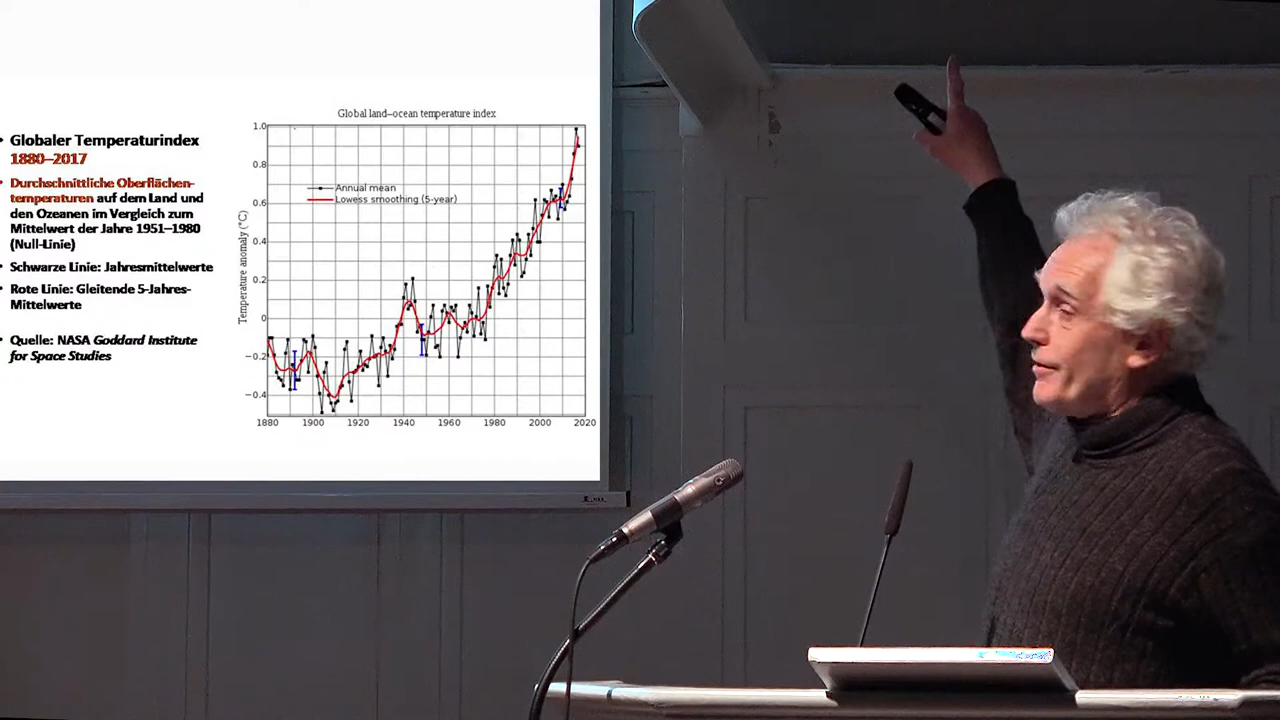 • Globaler Temperaturindex
1880–2017
• Durchschnittliche Oberflächen-
temperaturen auf dem Land und
den Ozeanen im Vergleich zum
Mittelwert der Jahre 1951–1980
(Null-Linie)
• Schwarze Linie: Jahresmittelwerte
• Rote Linie: Gleitende 5-Jahres-
Mittelwerte
• Quelle: NASA Goddard Institute
for Space Studies
Global land–ocean temperature index
Temperature anomaly (°C)
1.0
0.8
0.6
0.4
0.2
0
−0.2
−0.4
Annual mean
Lowess smoothing (5-year)
1880 1900 1920 1940 1960 1980 2000 2020